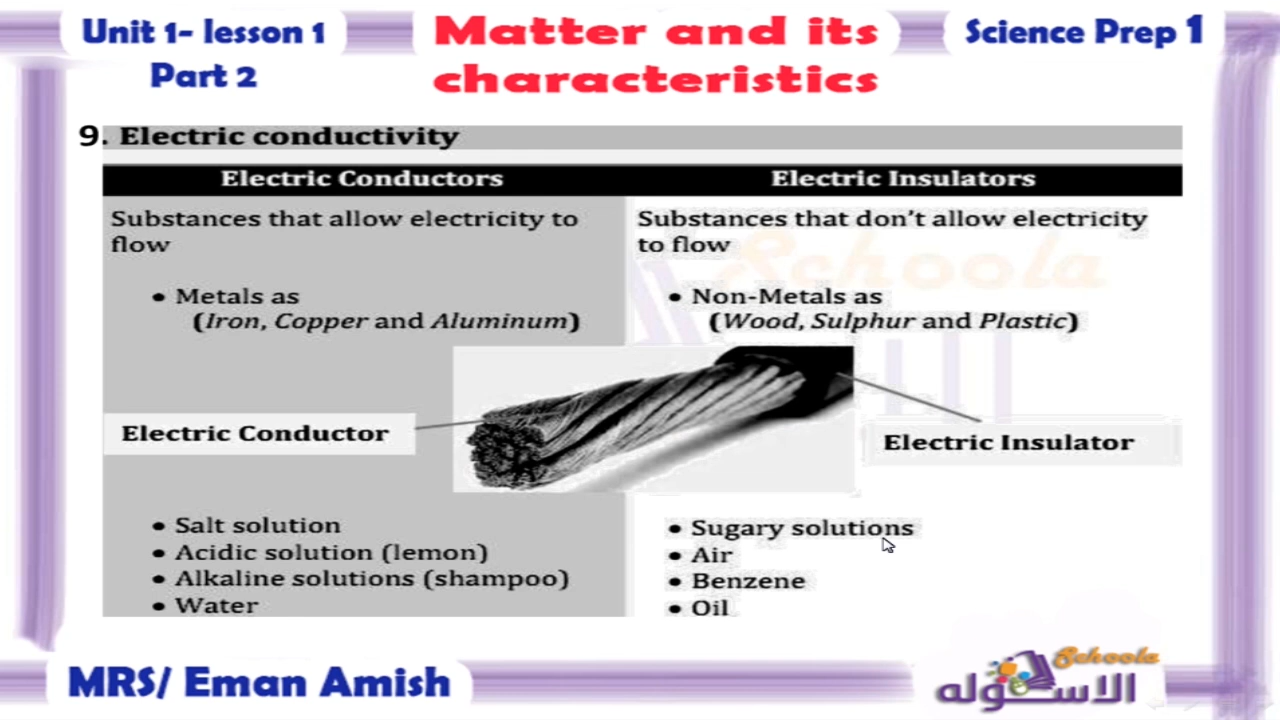 Unit 1- lesson 1
Part 2
Matter and its
characteristics
Science Prep 1
9. Electric conductivity
Electric Conductors
Electric Insulators
Substances that allow electricity to
flow
• Metals as
(Iron, Copper and Aluminum)
Substances that don't allow electricity
to flow
• Non-Metals as
(Wood, Sulphur and Plastic)
Electric Conductor
Electric Insulator
• Salt solution
• Acidic solution (lemon)
• Alkaline solutions (shampoo)
• Water
• Sugary solutions
• Air
• Benzene
• Oil
Schoola
MRS/ Eman Amish
Schoola
الاسكوله